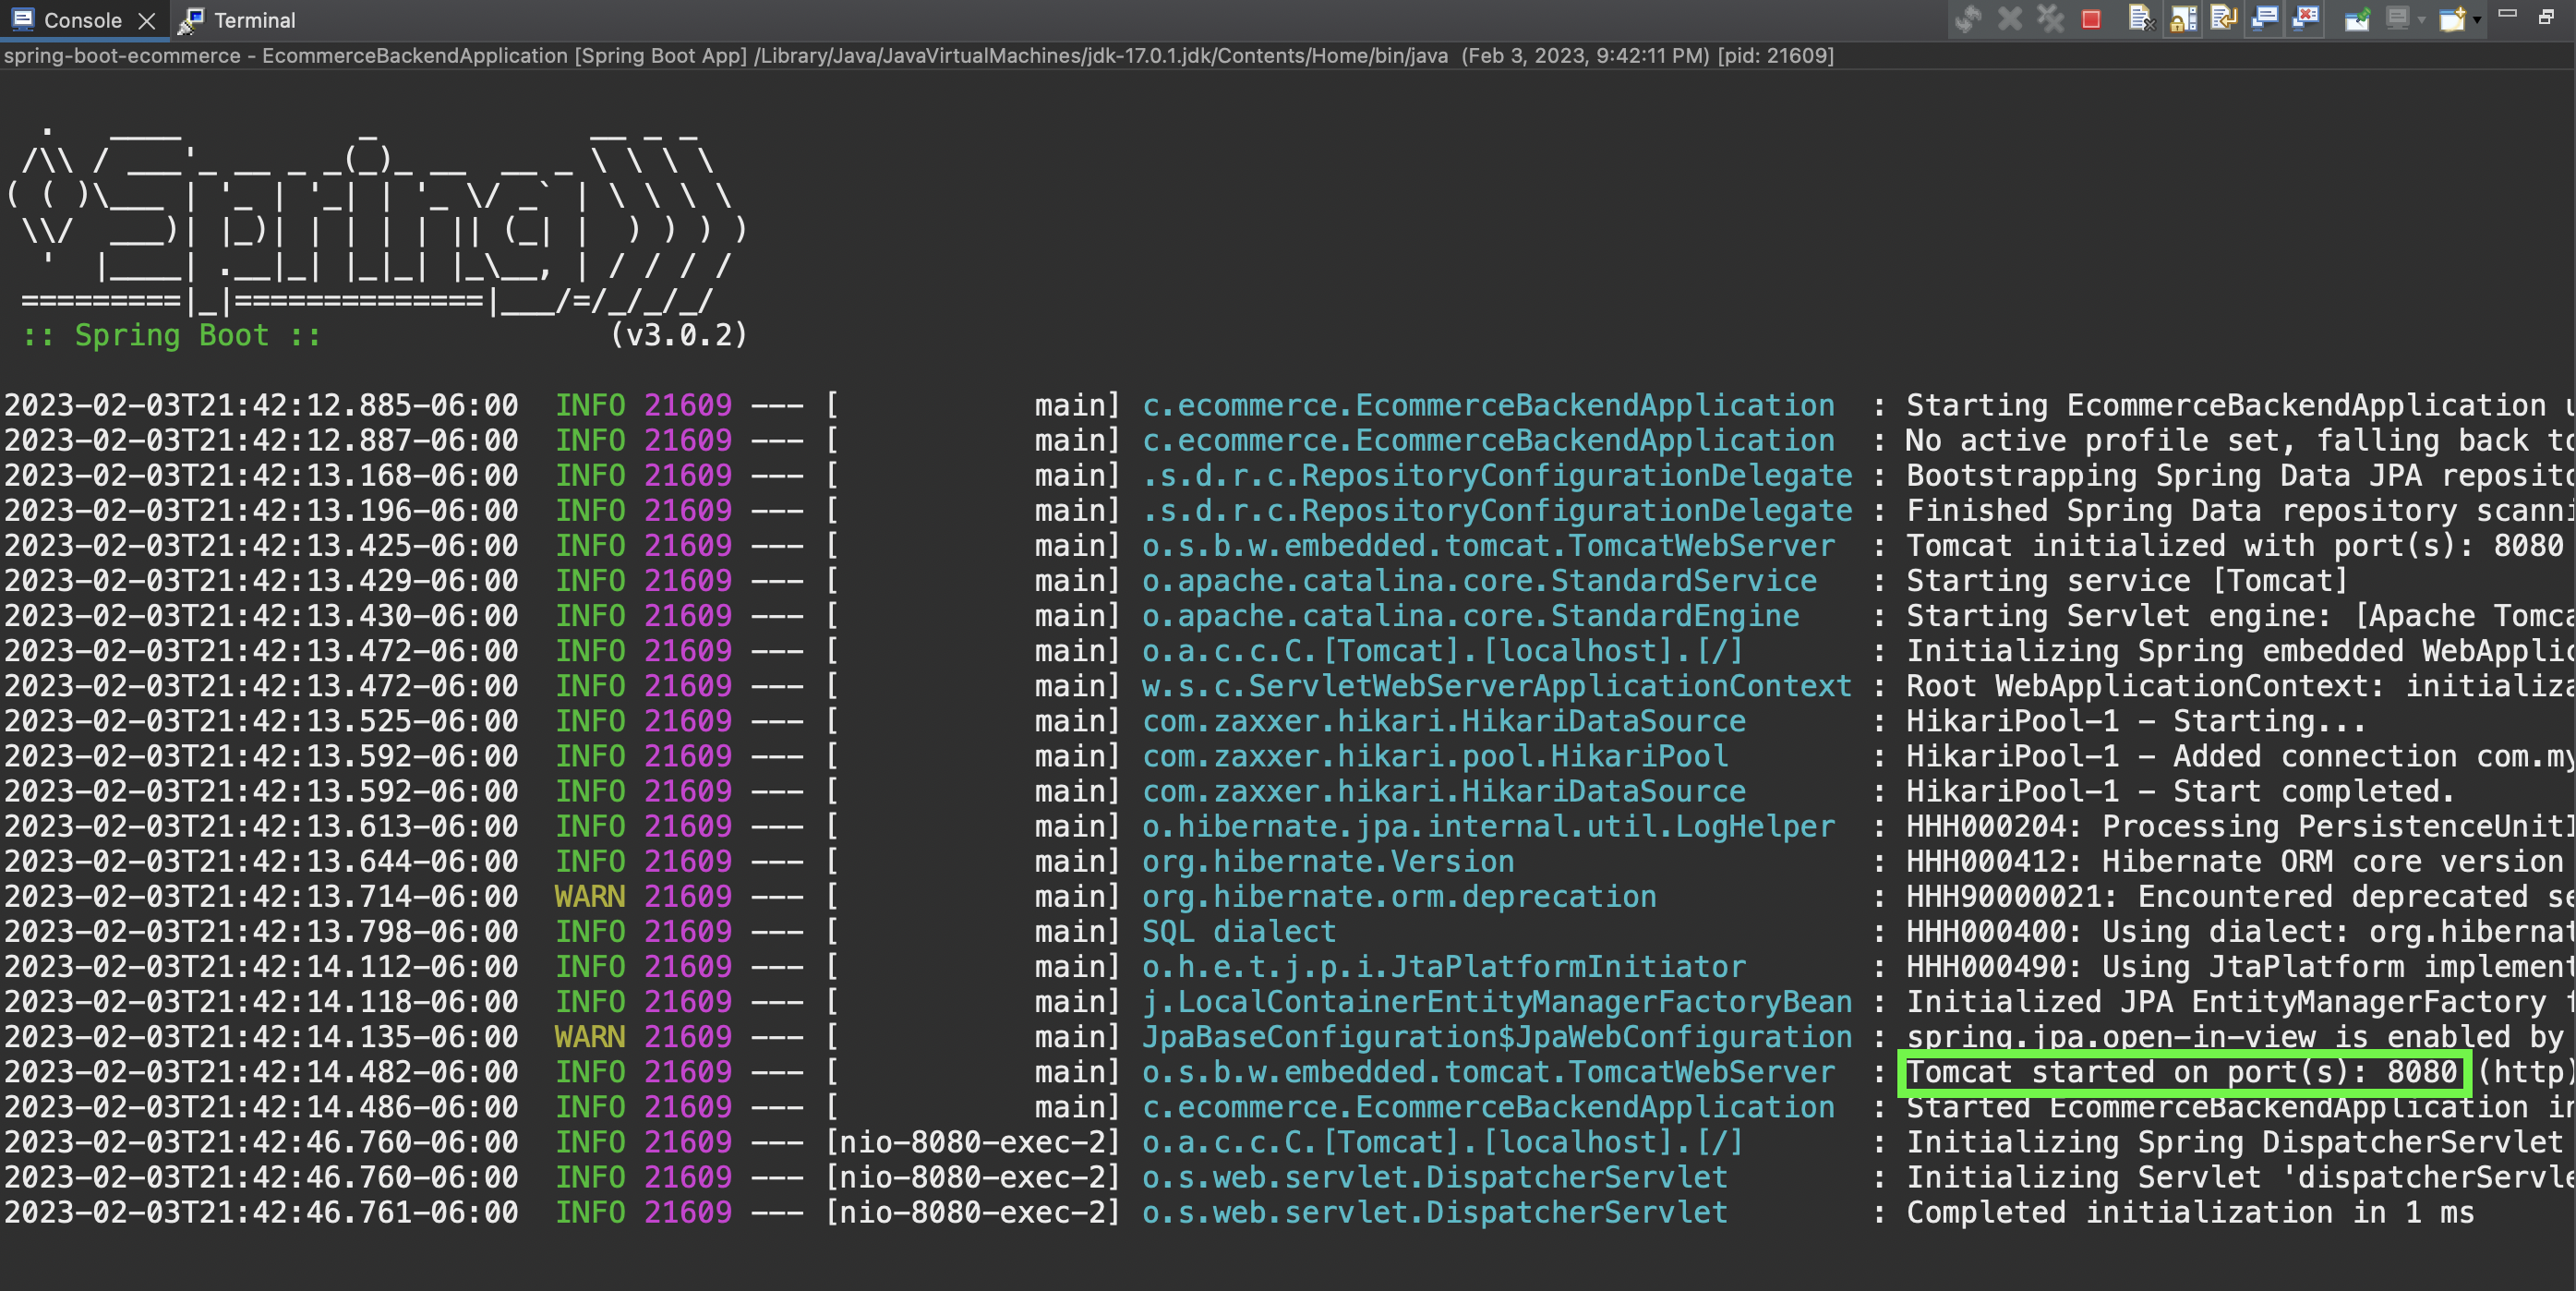 Console
Terminal
spring-boot-ecommerce - EcommerceBackendApplication [Spring Boot App] /Library/Java/JavaVirtualMachines/jdk-17.0.1.jdk/Contents/Home/bin/java (Feb 3, 2023, 9:42:11 PM) [pid: 21609]
  .   ____          _            __ _ _
 /\\ / ___'_ __ _ _(_)_ __  __ _ \ \ \ \
( ( )\___ | '_ | '_| | '_ \/ _` | \ \ \ \
 \\/  ___)| |_)| | | | | || (_| |  ) ) ) )
  '  |____| .__|_| |_|_| |_\__, | / / / /
 =========|_|==============|___/=/_/_/_/
 :: Spring Boot ::                (v3.0.2)
2023-02-03T21:42:12.885-06:00  INFO 21609 --- [           main] c.ecommerce.EcommerceBackendApplication  : Starting EcommerceBackendApplication u
2023-02-03T21:42:12.887-06:00  INFO 21609 --- [           main] c.ecommerce.EcommerceBackendApplication  : No active profile set, falling back to
2023-02-03T21:42:13.168-06:00  INFO 21609 --- [           main] .s.d.r.c.RepositoryConfigurationDelegate : Bootstrapping Spring Data JPA reposito
2023-02-03T21:42:13.196-06:00  INFO 21609 --- [           main] .s.d.r.c.RepositoryConfigurationDelegate : Finished Spring Data repository scanni
2023-02-03T21:42:13.425-06:00  INFO 21609 --- [           main] o.s.b.w.embedded.tomcat.TomcatWebServer  : Tomcat initialized with port(s): 8080
2023-02-03T21:42:13.429-06:00  INFO 21609 --- [           main] o.apache.catalina.core.StandardService   : Starting service [Tomcat]
2023-02-03T21:42:13.430-06:00  INFO 21609 --- [           main] o.apache.catalina.core.StandardEngine    : Starting Servlet engine: [Apache Tomca
2023-02-03T21:42:13.472-06:00  INFO 21609 --- [           main] o.a.c.c.C.[Tomcat].[localhost].[/]       : Initializing Spring embedded WebApplic
2023-02-03T21:42:13.472-06:00  INFO 21609 --- [           main] w.s.c.ServletWebServerApplicationContext : Root WebApplicationContext: initializa
2023-02-03T21:42:13.525-06:00  INFO 21609 --- [           main] com.zaxxer.hikari.HikariDataSource       : HikariPool-1 - Starting...
2023-02-03T21:42:13.592-06:00  INFO 21609 --- [           main] com.zaxxer.hikari.pool.HikariPool        : HikariPool-1 - Added connection com.my
2023-02-03T21:42:13.592-06:00  INFO 21609 --- [           main] com.zaxxer.hikari.HikariDataSource       : HikariPool-1 - Start completed.
2023-02-03T21:42:13.613-06:00  INFO 21609 --- [           main] o.hibernate.jpa.internal.util.LogHelper  : HHH000204: Processing PersistenceUnitI
2023-02-03T21:42:13.644-06:00  INFO 21609 --- [           main] org.hibernate.Version                    : HHH000412: Hibernate ORM core version
2023-02-03T21:42:13.714-06:00  WARN 21609 --- [           main] org.hibernate.orm.deprecation            : HHH90000021: Encountered deprecated se
2023-02-03T21:42:13.798-06:00  INFO 21609 --- [           main] SQL dialect                              : HHH000400: Using dialect: org.hibernat
2023-02-03T21:42:14.112-06:00  INFO 21609 --- [           main] o.h.e.t.j.p.i.JtaPlatformInitiator       : HHH000490: Using JtaPlatform implement
2023-02-03T21:42:14.118-06:00  INFO 21609 --- [           main] j.LocalContainerEntityManagerFactoryBean : Initialized JPA EntityManagerFactory
2023-02-03T21:42:14.135-06:00  WARN 21609 --- [           main] JpaBaseConfiguration$JpaWebConfiguration : spring.jpa.open-in-view is enabled by
2023-02-03T21:42:14.482-06:00  INFO 21609 --- [           main] o.s.b.w.embedded.tomcat.TomcatWebServer  : Tomcat started on port(s): 8080 (http)
2023-02-03T21:42:14.486-06:00  INFO 21609 --- [           main] c.ecommerce.EcommerceBackendApplication  : Started EcommerceBackendApplication in
2023-02-03T21:42:46.760-06:00  INFO 21609 --- [nio-8080-exec-2] o.a.c.c.C.[Tomcat].[localhost].[/]       : Initializing Spring DispatcherServlet
2023-02-03T21:42:46.760-06:00  INFO 21609 --- [nio-8080-exec-2] o.s.web.servlet.DispatcherServlet        : Initializing Servlet 'dispatcherServle
2023-02-03T21:42:46.761-06:00  INFO 21609 --- [nio-8080-exec-2] o.s.web.servlet.DispatcherServlet        : Completed initialization in 1 ms